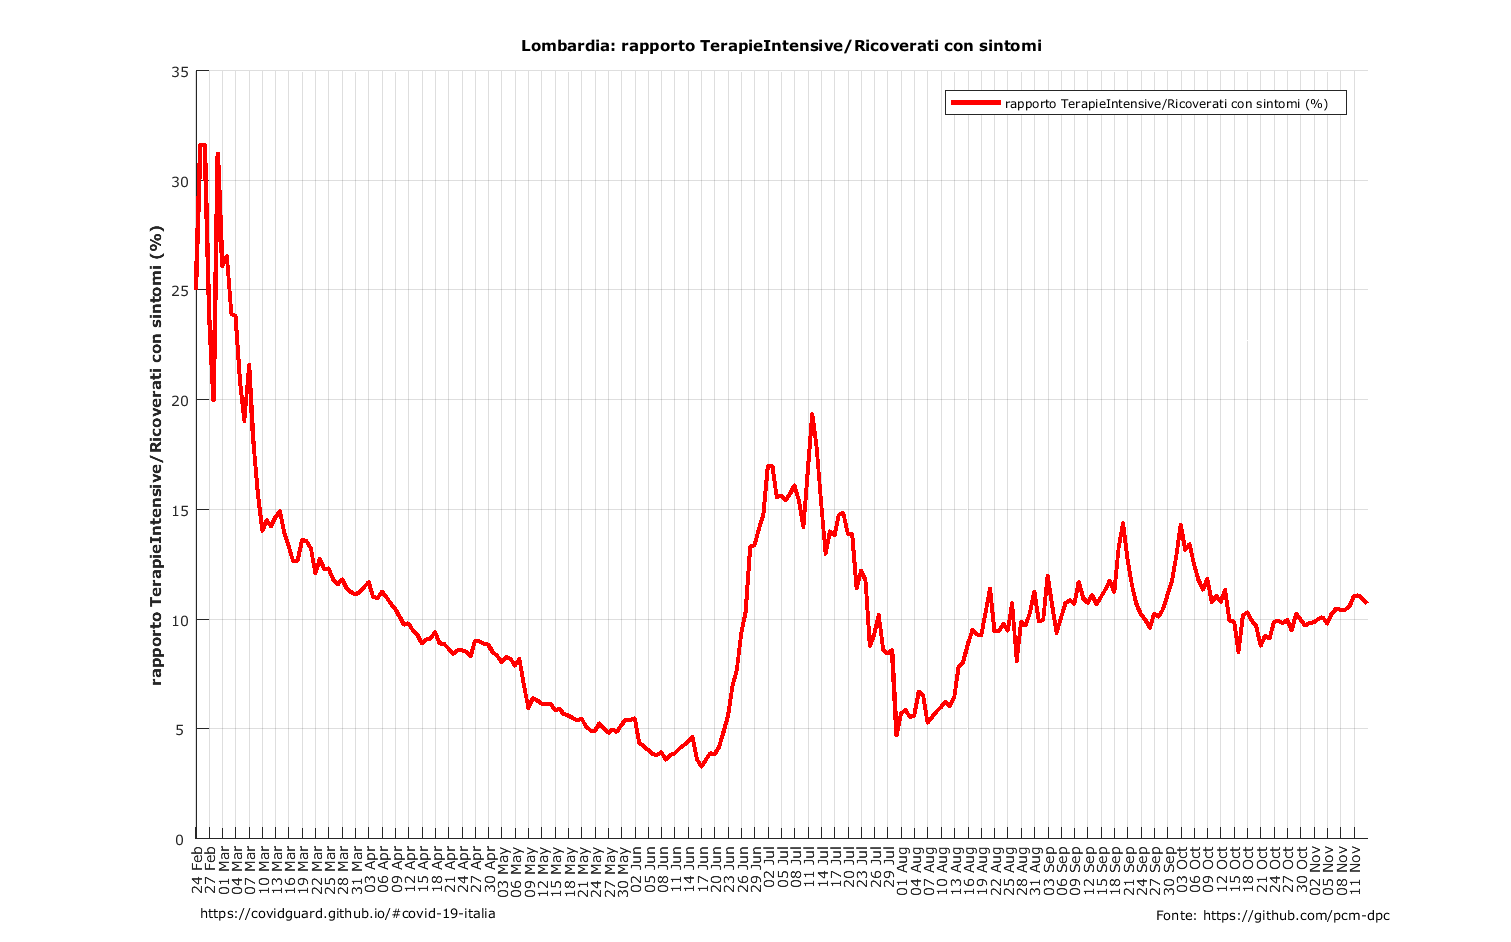 Lombardia: rapporto TerapieIntensive/Ricoverati con sintomi
rapporto TerapieIntensive/Ricoverati con sintomi (%)
rapporto TerapieIntensive/Ricoverati con sintomi (%)
35
30
25
20
15
10
5
0
24 Feb
27 Feb
01 Mar
04 Mar
07 Mar
10 Mar
13 Mar
16 Mar
19 Mar
22 Mar
25 Mar
28 Mar
31 Mar
03 Apr
06 Apr
09 Apr
12 Apr
15 Apr
18 Apr
21 Apr
24 Apr
27 Apr
30 Apr
03 May
06 May
09 May
12 May
15 May
18 May
21 May
24 May
27 May
30 May
02 Jun
05 Jun
08 Jun
11 Jun
14 Jun
17 Jun
20 Jun
23 Jun
26 Jun
29 Jun
02 Jul
05 Jul
08 Jul
11 Jul
14 Jul
17 Jul
20 Jul
23 Jul
26 Jul
29 Jul
01 Aug
04 Aug
07 Aug
10 Aug
13 Aug
16 Aug
19 Aug
22 Aug
25 Aug
28 Aug
31 Aug
03 Sep
06 Sep
09 Sep
12 Sep
15 Sep
18 Sep
21 Sep
24 Sep
27 Sep
30 Sep
03 Oct
06 Oct
09 Oct
12 Oct
15 Oct
18 Oct
21 Oct
24 Oct
27 Oct
30 Oct
02 Nov
05 Nov
08 Nov
11 Nov
https://covidguard.github.io/#covid-19-italia
Fonte: https://github.com/pcm-dpc